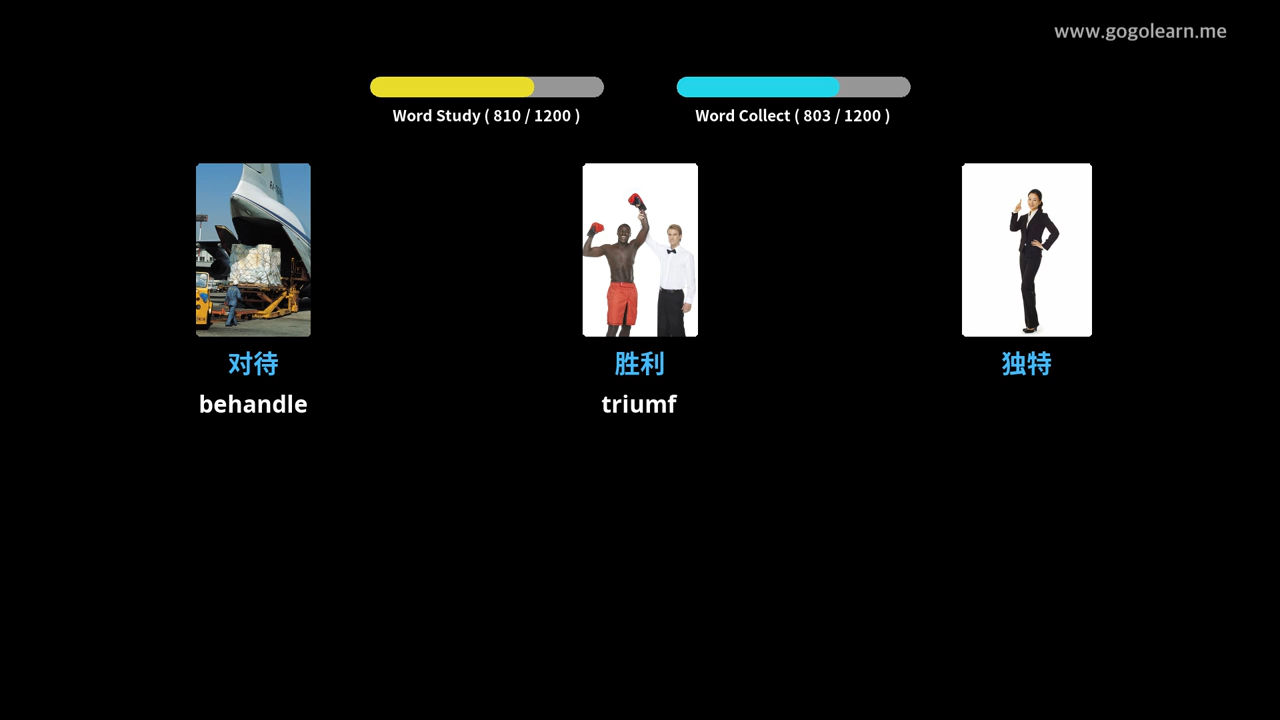 www.gogolearn.me
Word Study ( 810 / 1200 )
Word Collect ( 803 / 1200 )
对待
胜利
独特
behandle
triumf